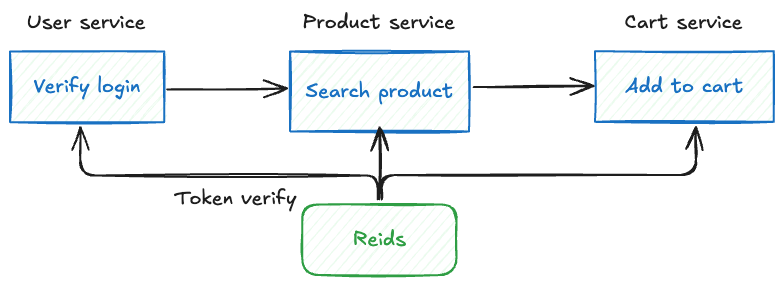 User service
Product service
Cart service
Verify login
Search product
Add to cart
Token verify
Reids